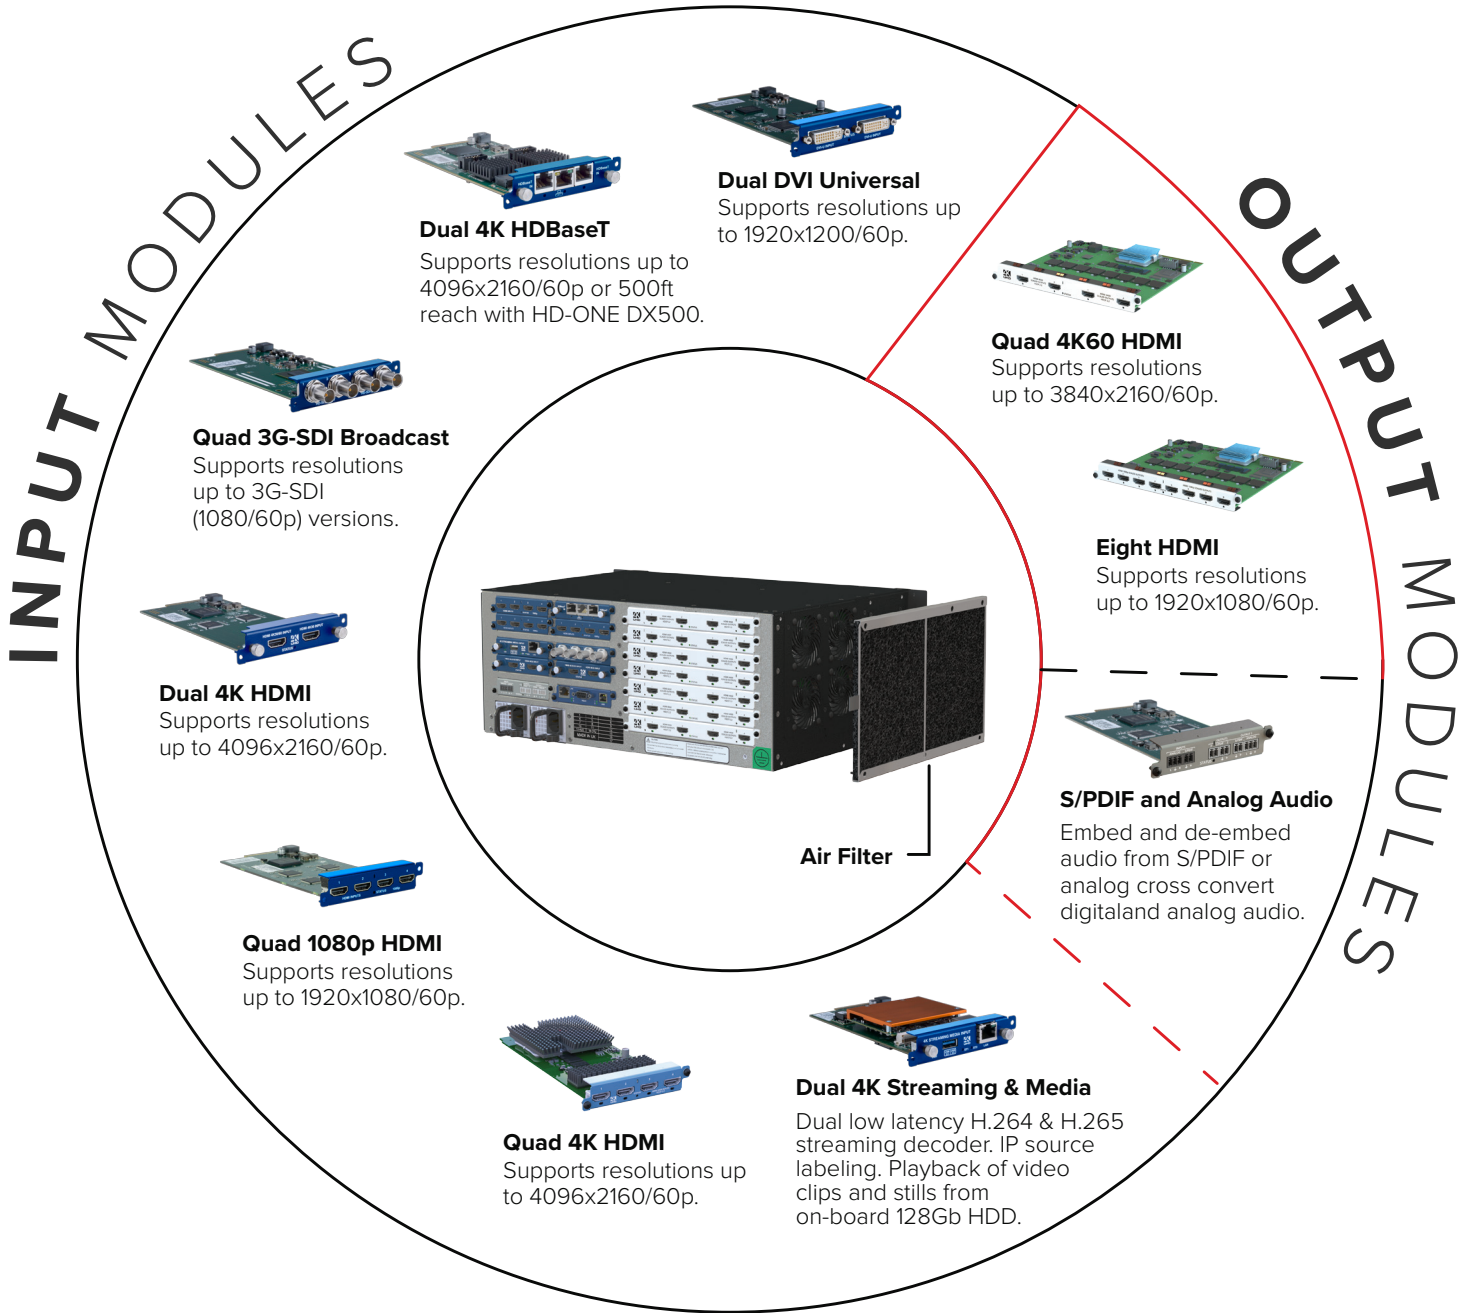 INPUT MODULES
OUTPUT MODULES
Dual DVI Universal
Supports resolutions up
to 1920x1200/60p.
Dual 4K HDBaseT
Supports resolutions up to
4096x2160/60p or 500ft
reach with HD-ONE DX500.
Quad 4K60 HDMI
Supports resolutions
up to 3840x2160/60p.
Quad 3G-SDI Broadcast
Supports resolutions
up to 3G-SDI
(1080/60p) versions.
Eight HDMI
Supports resolutions
up to 1920x1080/60p.
Dual 4K HDMI
Supports resolutions
up to 4096x2160/60p.
S/PDIF and Analog Audio
Embed and de-embed
audio from S/PDIF or
analog cross convert
digitaland analog audio.
Air Filter
Quad 1080p HDMI
Supports resolutions
up to 1920x1080/60p.
Quad 4K HDMI
Supports resolutions up
to 4096x2160/60p.
4K STREAMING MEDIA INPUT
Dual 4K Streaming & Media
Dual low latency H.264 & H.265
streaming decoder. IP source
labeling. Playback of video
clips and stills from
on-board 128Gb HDD.